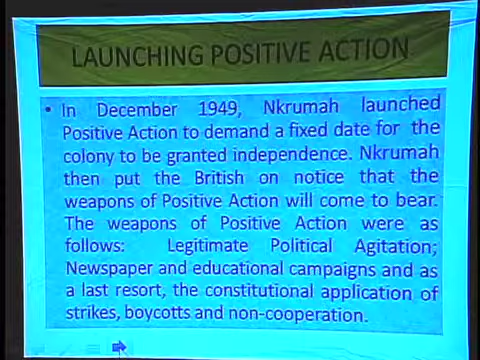 LAUNCHING POSITIVE ACTION
• In December 1949, Nkrumah launched
Positive Action to demand a fixed date for the
colony to be granted independence. Nkrumah
then put the British on notice that the
weapons of Positive Action will come to bear.
The weapons of Positive Action were as
follows: Legitimate Political Agitation;
Newspaper and educational campaigns and as
a last resort, the constitutional application of
strikes, boycotts and non-cooperation.